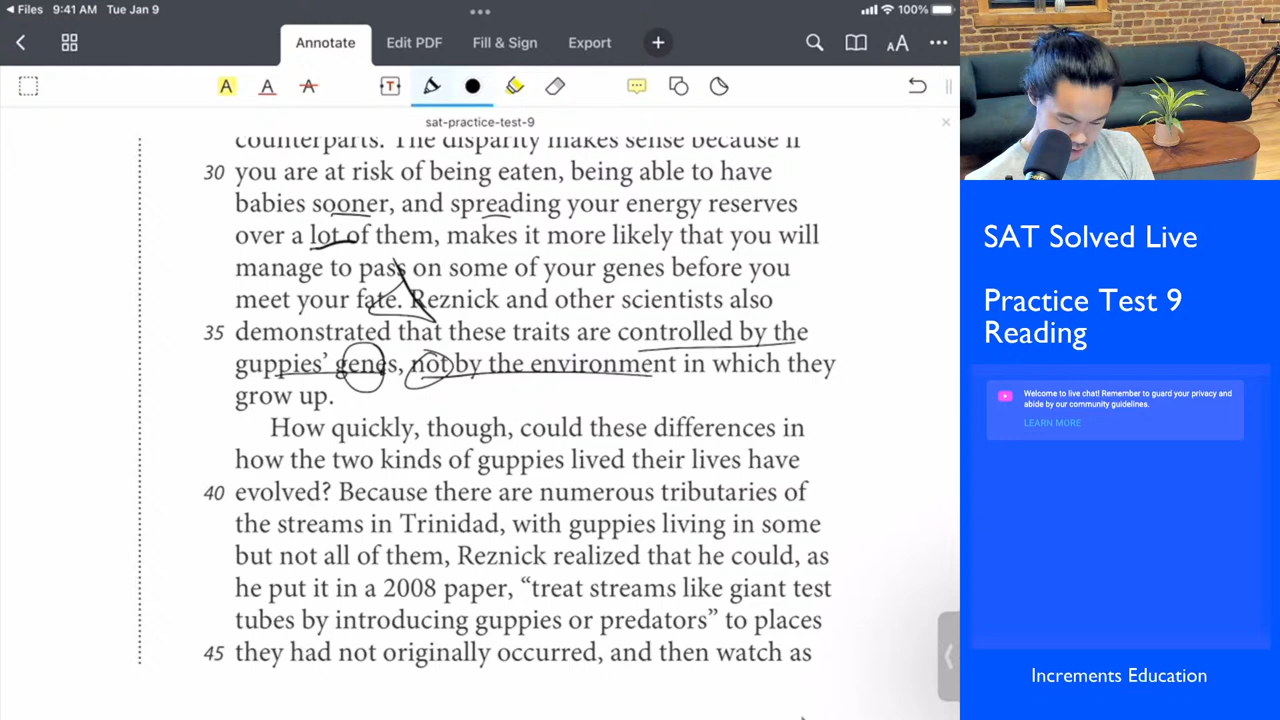 Files 9:41 AM Tue Jan 9 100%
Annotate Edit PDF Fill & Sign Export
A A A T AA
sat-practice-test-9
counterparts. The disparity makes sense because if
30 you are at risk of being eaten, being able to have
babies sooner, and spreading your energy reserves
over a lot of them, makes it more likely that you will
manage to pass on some of your genes before you
meet your fate. Reznick and other scientists also
35 demonstrated that these traits are controlled by the
guppies’ genes, not by the environment in which they
grow up.
How quickly, though, could these differences in
how the two kinds of guppies lived their lives have
40 evolved? Because there are numerous tributaries of
the streams in Trinidad, with guppies living in some
but not all of them, Reznick realized that he could, as
he put it in a 2008 paper, “treat streams like giant test
tubes by introducing guppies or predators” to places
45 they had not originally occurred, and then watch as
SAT Solved Live
Practice Test 9
Reading
Welcome to live chat! Remember to guard your privacy and
abide by our community guidelines.
LEARN MORE
Increments Education